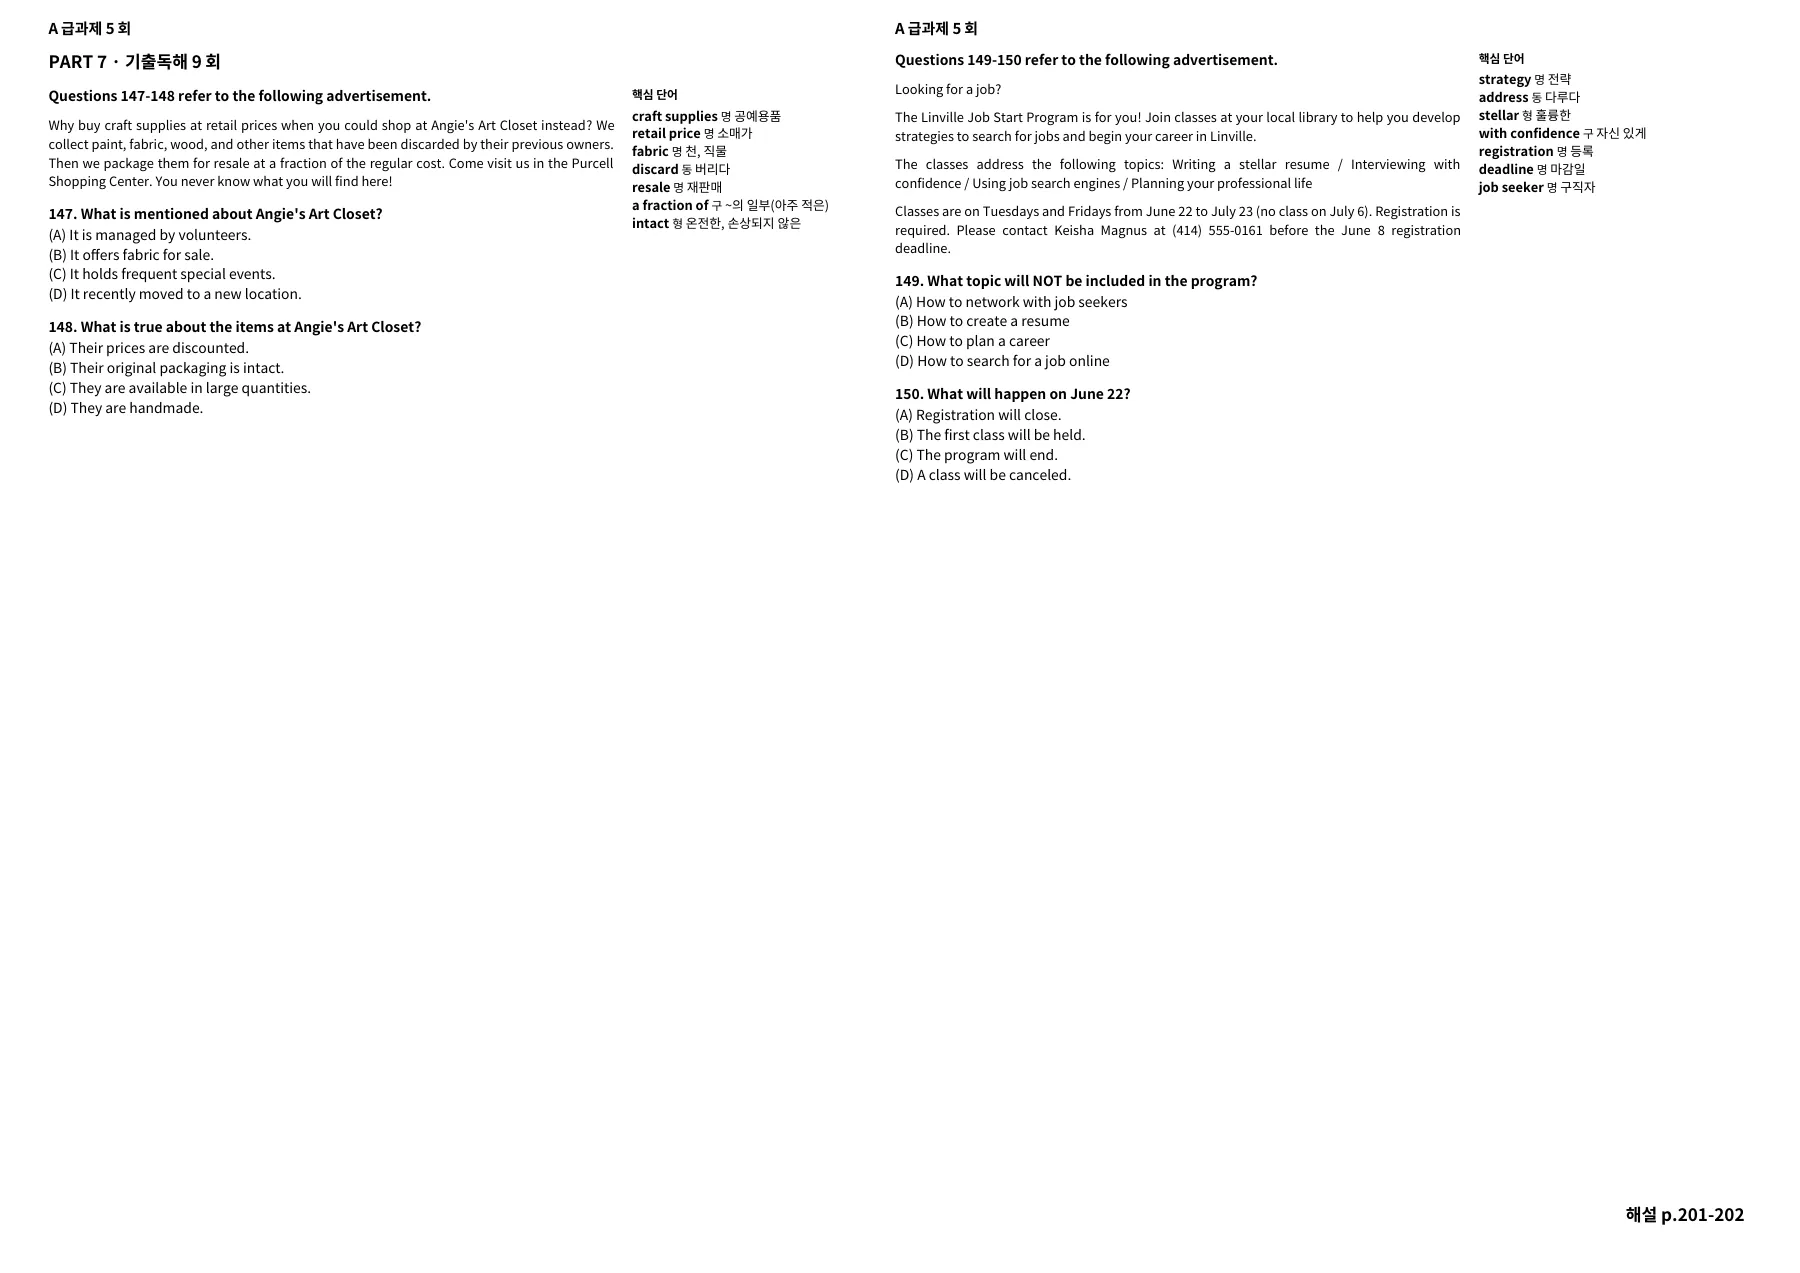 A 급과제 5 회
PART 7 · 기출독해 9 회
Questions 147-148 refer to the following advertisement.
Why buy craft supplies at retail prices when you could shop at Angie's Art Closet instead? We
collect paint, fabric, wood, and other items that have been discarded by their previous owners.
Then we package them for resale at a fraction of the regular cost. Come visit us in the Purcell
Shopping Center. You never know what you will find here!
147. What is mentioned about Angie's Art Closet?
(A) It is managed by volunteers.
(B) It offers fabric for sale.
(C) It holds frequent special events.
(D) It recently moved to a new location.
148. What is true about the items at Angie's Art Closet?
(A) Their prices are discounted.
(B) Their original packaging is intact.
(C) They are available in large quantities.
(D) They are handmade.
핵심 단어
craft supplies 명 공예용품
retail price 명 소매가
fabric 명 천, 직물
discard 동 버리다
resale 명 재판매
a fraction of 구 ~의 일부(아주 적은)
intact 형 온전한, 손상되지 않은
A 급과제 5 회
Questions 149-150 refer to the following advertisement.
Looking for a job?
The Linville Job Start Program is for you! Join classes at your local library to help you develop
strategies to search for jobs and begin your career in Linville.
The classes address the following topics: Writing a stellar resume / Interviewing with
confidence / Using job search engines / Planning your professional life
Classes are on Tuesdays and Fridays from June 22 to July 23 (no class on July 6). Registration is
required. Please contact Keisha Magnus at (414) 555-0161 before the June 8 registration
deadline.
149. What topic will NOT be included in the program?
(A) How to network with job seekers
(B) How to create a resume
(C) How to plan a career
(D) How to search for a job online
150. What will happen on June 22?
(A) Registration will close.
(B) The first class will be held.
(C) The program will end.
(D) A class will be canceled.
핵심 단어
strategy 명 전략
address 동 다루다
stellar 형 훌륭한
with confidence 구 자신 있게
registration 명 등록
deadline 명 마감일
job seeker 명 구직자
해설 p.201-202